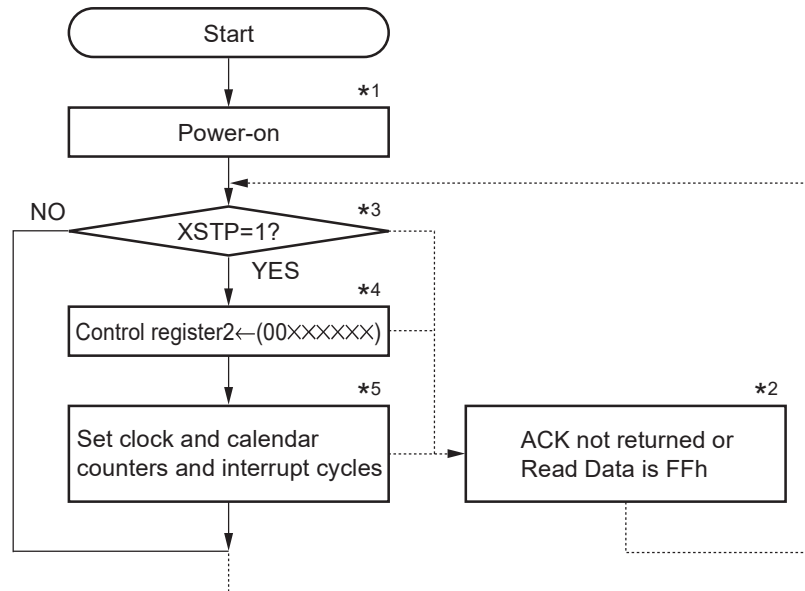 Start
*1
Power-on
*3
NO
XSTP=1?
YES
*4
Control register2←(00XXXXXX)
*5
Set clock and calendar
counters and interrupt cycles
*2
ACK not returned or
Read Data is FFh